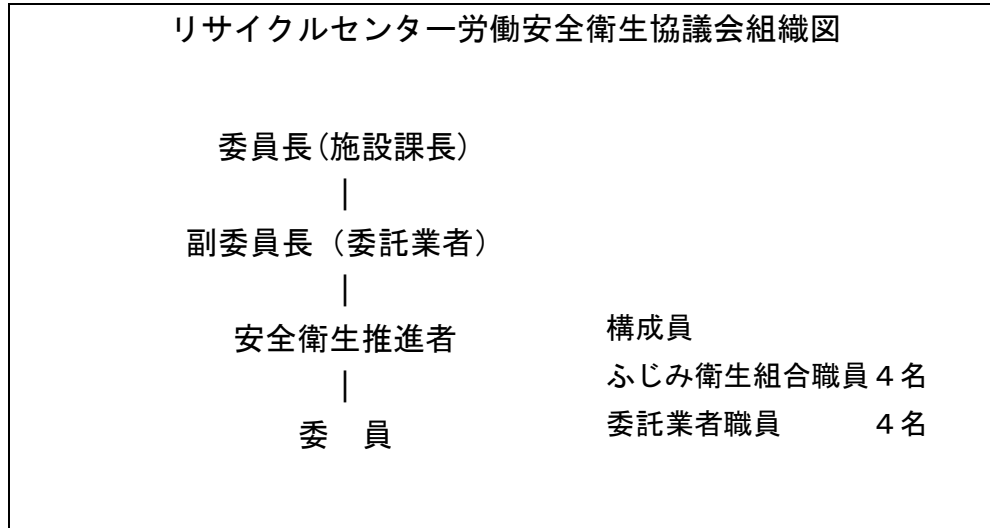 リサイクルセンター労働安全衛生協議会組織図
委員長(施設課長)
|
副委員長（委託業者）
|
安全衛生推進者
|
委　員
構成員
ふじみ衛生組合職員４名
委託業者職員　　　４名